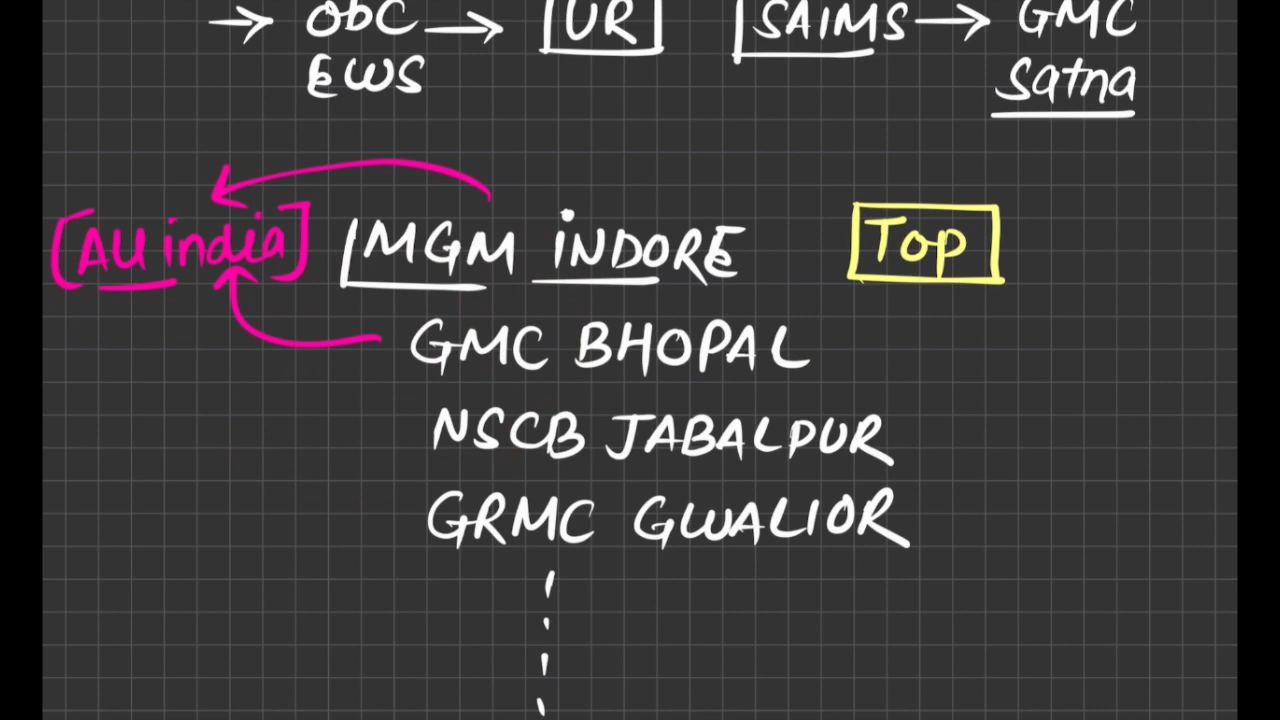 → ObC → UR SAIMS → GMC
EWS Satna
[All india] MGM iNDORE Top
GMC BHOPAL
NSCB JABALPUR
GRMC GWALIOR